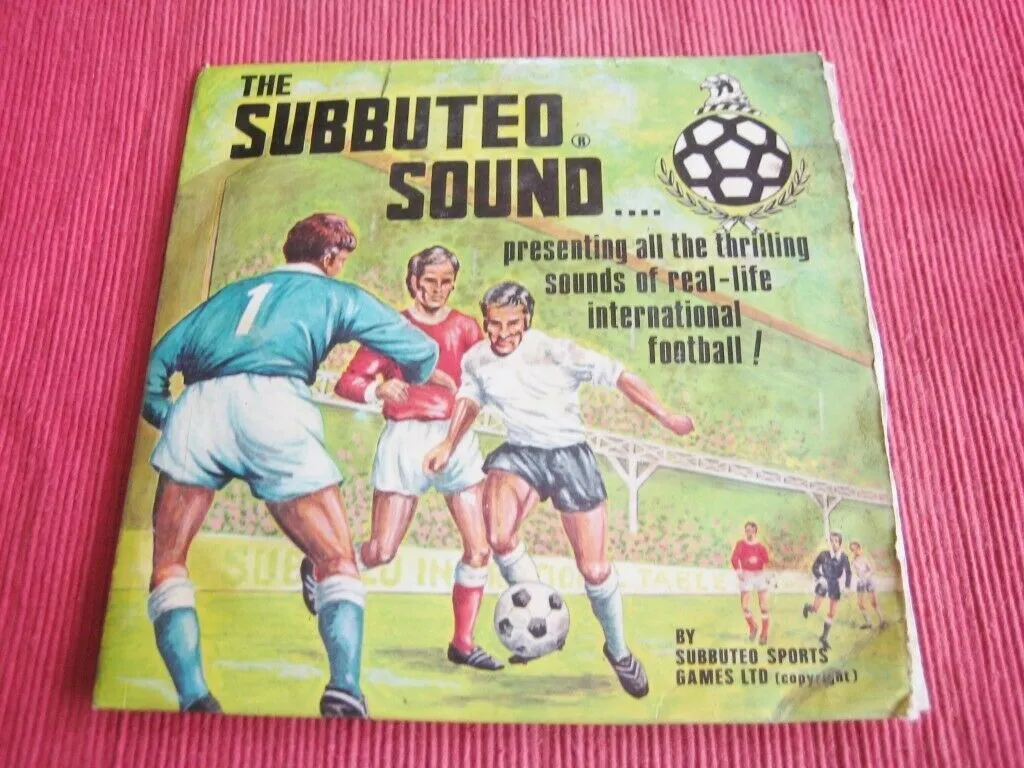 THE
SUBBUTEO ®
SOUND ....
presenting all the thrilling
sounds of real-life
international
football !
1
TABLE
BY
SUBBUTEO SPORTS
GAMES LTD (copyright)